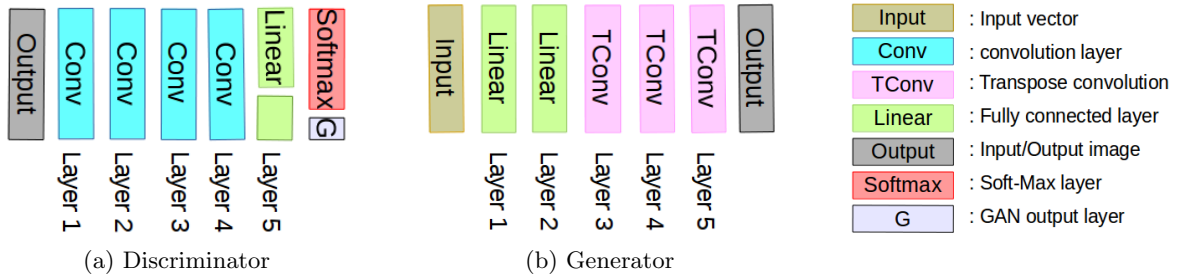 Output
Conv
Conv
Conv
Conv
Linear
Softmax
G
Layer 1
Layer 2
Layer 3
Layer 4
Layer 5
(a) Discriminator
Input
Linear
Linear
TConv
TConv
TConv
Output
Layer 1
Layer 2
Layer 3
Layer 4
Layer 5
(b) Generator
Input : Input vector
Conv : convolution layer
TConv : Transpose convolution
Linear : Fully connected layer
Output : Input/Output image
Softmax : Soft-Max layer
G : GAN output layer